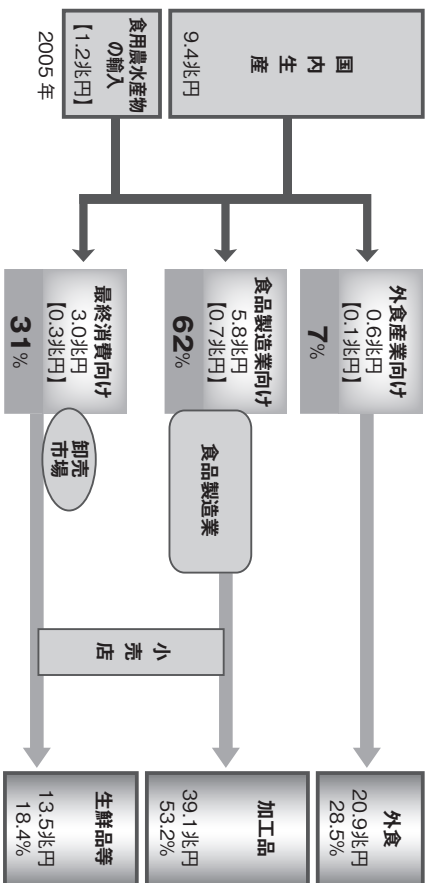 国内生産
9.4兆円
食用農水産物
の輸入
【1.2兆円】
2005 年
外食産業向け
0.6兆円
【0.1兆円】
7%
食品製造業向け
5.8兆円
【0.7兆円】
62%
最終消費向け
3.0兆円
【0.3兆円】
31%
食品製造業
卸売
市場
小売店
外食
20.9兆円
28.5%
加工品
39.1兆円
53.2%
生鮮品等
13.5兆円
18.4%